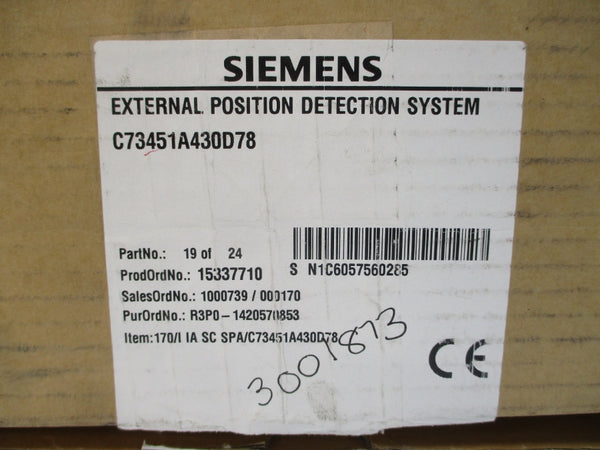 SIEMENS
EXTERNAL POSITION DETECTION SYSTEM
C73451A430D78
PartNo.: 19 of 24
S N1C6057560285
ProdOrdNo.: 15337710
SalesOrdNo.: 1000739 / 000170
PurOrdNo.: R3P0-1420570853
Item:170/I IA SC SPA/C73451A430D78
3001873
CE